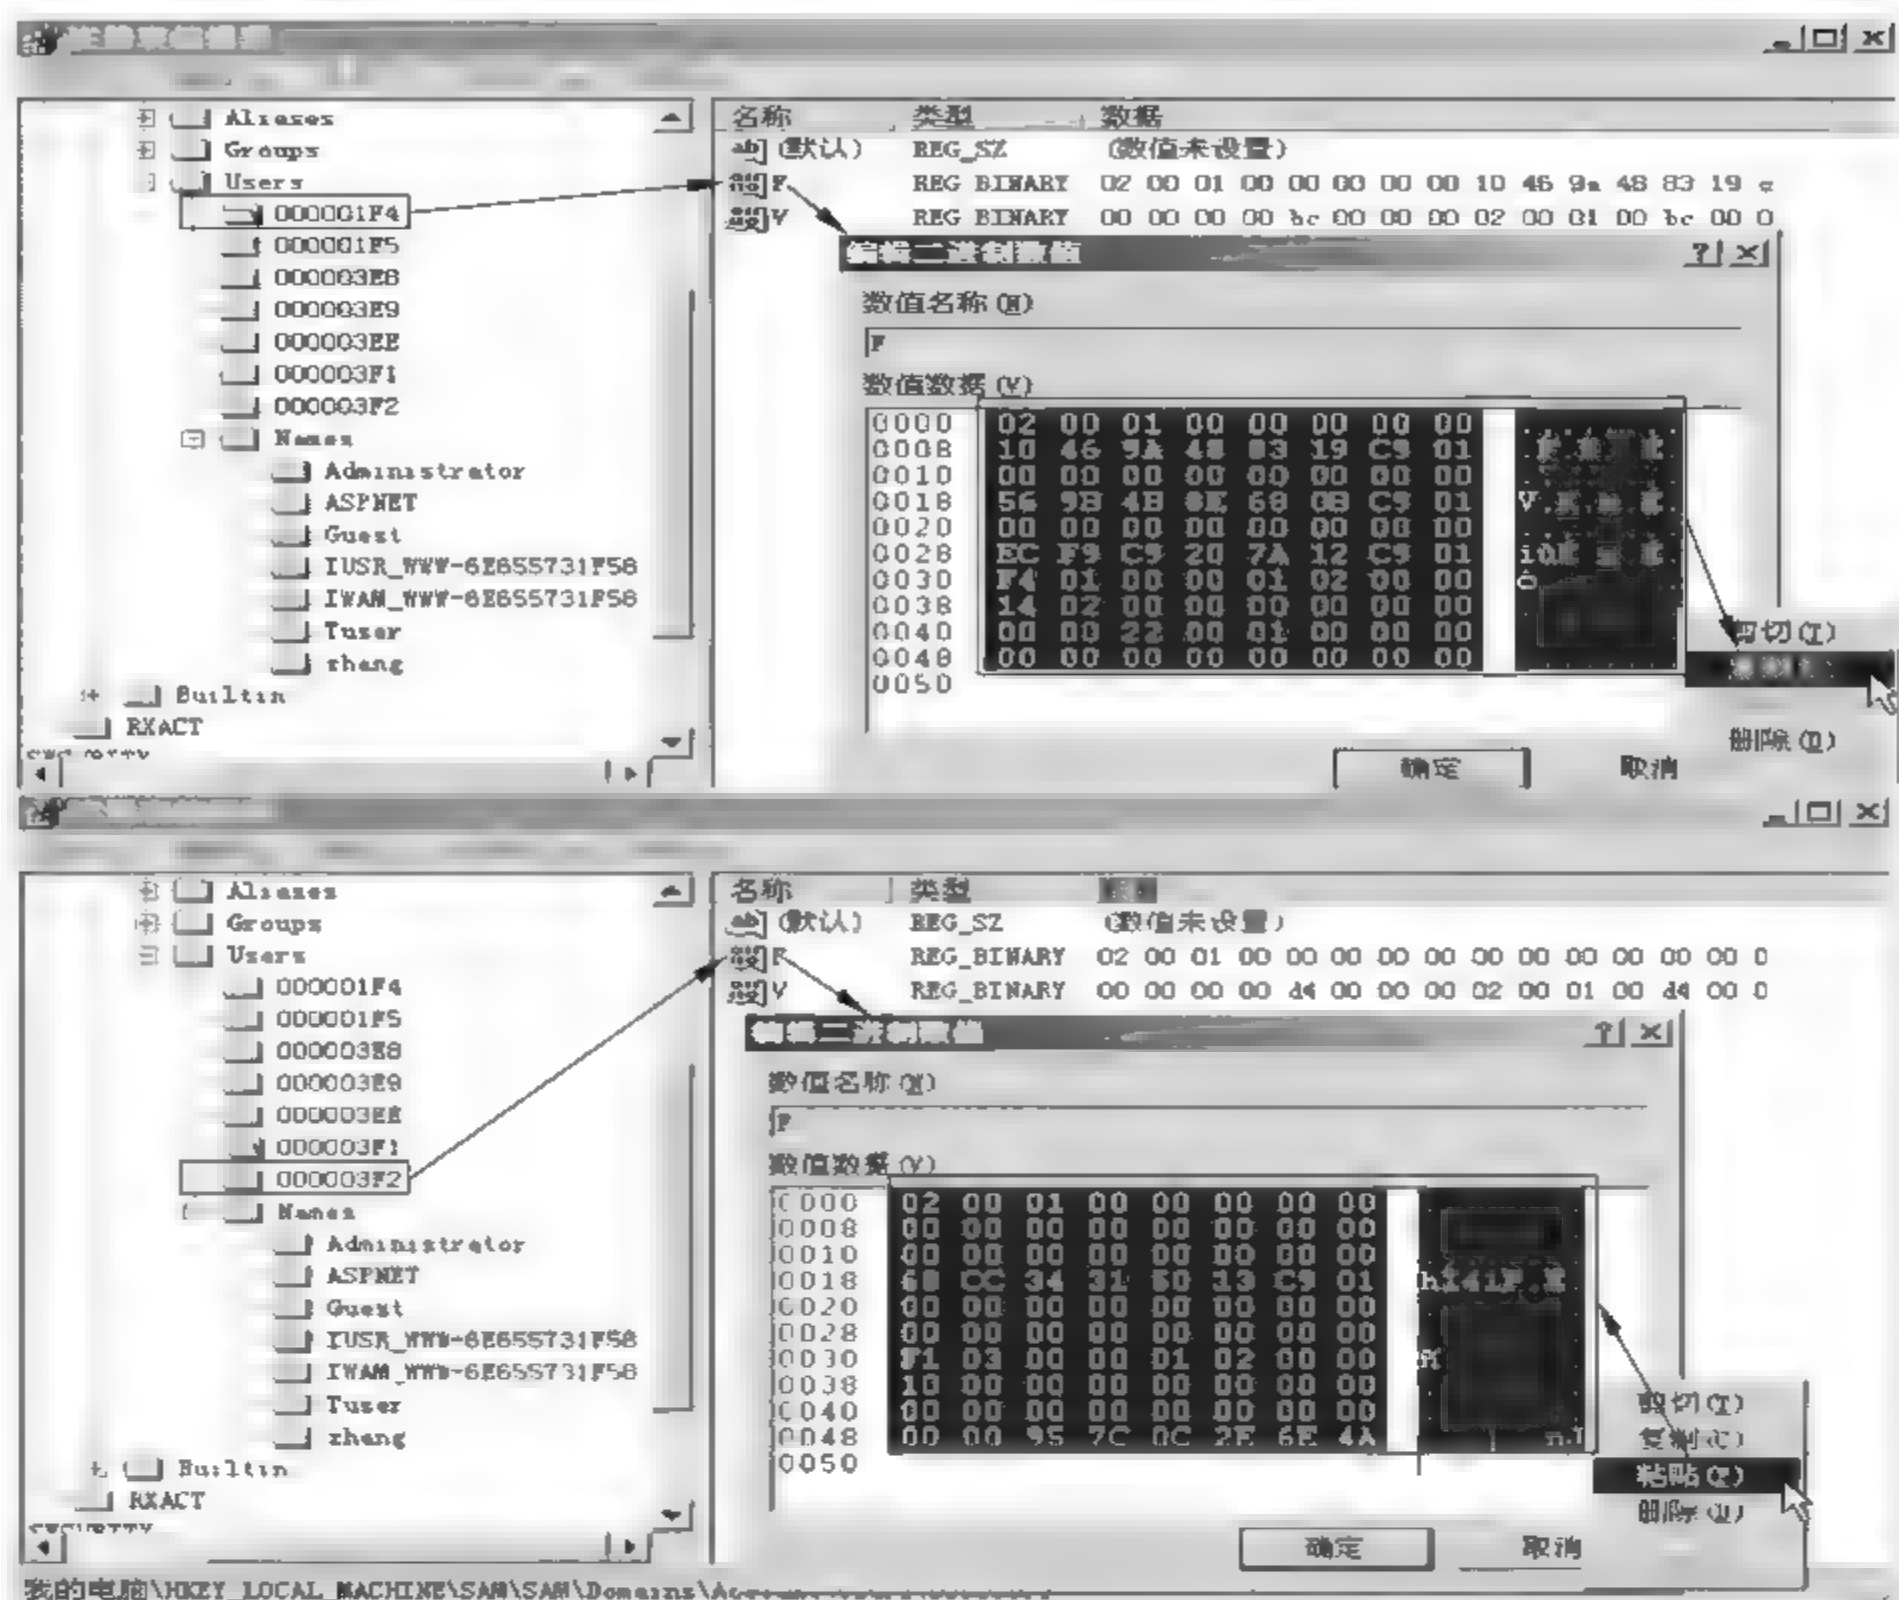 Aliases
Groups
Users
000001F4
000001F5
000003E8
000003E9
000003EE
000003F1
000003F2
Names
Administrator
ASPNET
Guest
IUSR_WWW-6E655731F58
IWAM_WWW-6E655731F58
Tuser
zhang
Builtin
RXACT
名称 类型 数据
(默认) REG_SZ (数值未设置)
F REG_BINARY 02 00 01 00 00 00 00 00 10 46 9a 48 83 19 c
V REG_BINARY 00 00 00 00 bc 00 00 00 02 00 01 00 bc 00 0
编辑二进制数值
数值名称(N)
F
数值数据(V)
0000 02 00 01 00 00 00 00 00
0008 10 46 9A 48 83 19 C9 01
0010 00 00 00 00 00 00 00 00
0018 56 9B 4B 8E 68 0B C9 01
0020 00 00 00 00 00 00 00 00
0028 EC F9 C9 20 7A 12 C9 01
0030 F4 01 00 00 01 02 00 00
0038 14 02 00 00 00 00 00 00
0040 00 00 22 00 01 00 00 00
0048 00 00 00 00 00 00 00 00
0050
剪切(T)
删除(D)
确定 取消
Aliases
Groups
Users
000001F4
000001F5
000003E8
000003E9
000003EE
000003F1
000003F2
Names
Administrator
ASPNET
Guest
IUSR_WWW-6E655731F58
IWAM_WWW-6E655731F58
Tuser
zhang
Builtin
RXACT
名称 类型
(默认) REG_SZ (数值未设置)
F REG_BINARY 02 00 01 00 00 00 00 00 00 00 00 00 00 00 0
V REG_BINARY 00 00 00 00 d4 00 00 00 02 00 01 00 d4 00 0
编辑二进制数值
数值名称(N)
F
数值数据(V)
0000 02 00 01 00 00 00 00 00
0008 00 00 00 00 00 00 00 00
0010 00 00 00 00 00 00 00 00
0018 68 CC 34 31 50 13 C9 01
0020 00 00 00 00 00 00 00 00
0028 00 00 00 00 00 00 00 00
0030 F1 03 00 00 01 02 00 00
0038 10 00 00 00 00 00 00 00
0040 00 00 00 00 00 00 00 00
0048 00 00 95 7C 0C 2E 6E 4A
0050
剪切(T)
复制(C)
粘贴(P)
删除(D)
确定 取消
我的电脑\HKEY_LOCAL_MACHINE\SAM\SAM\Domains\